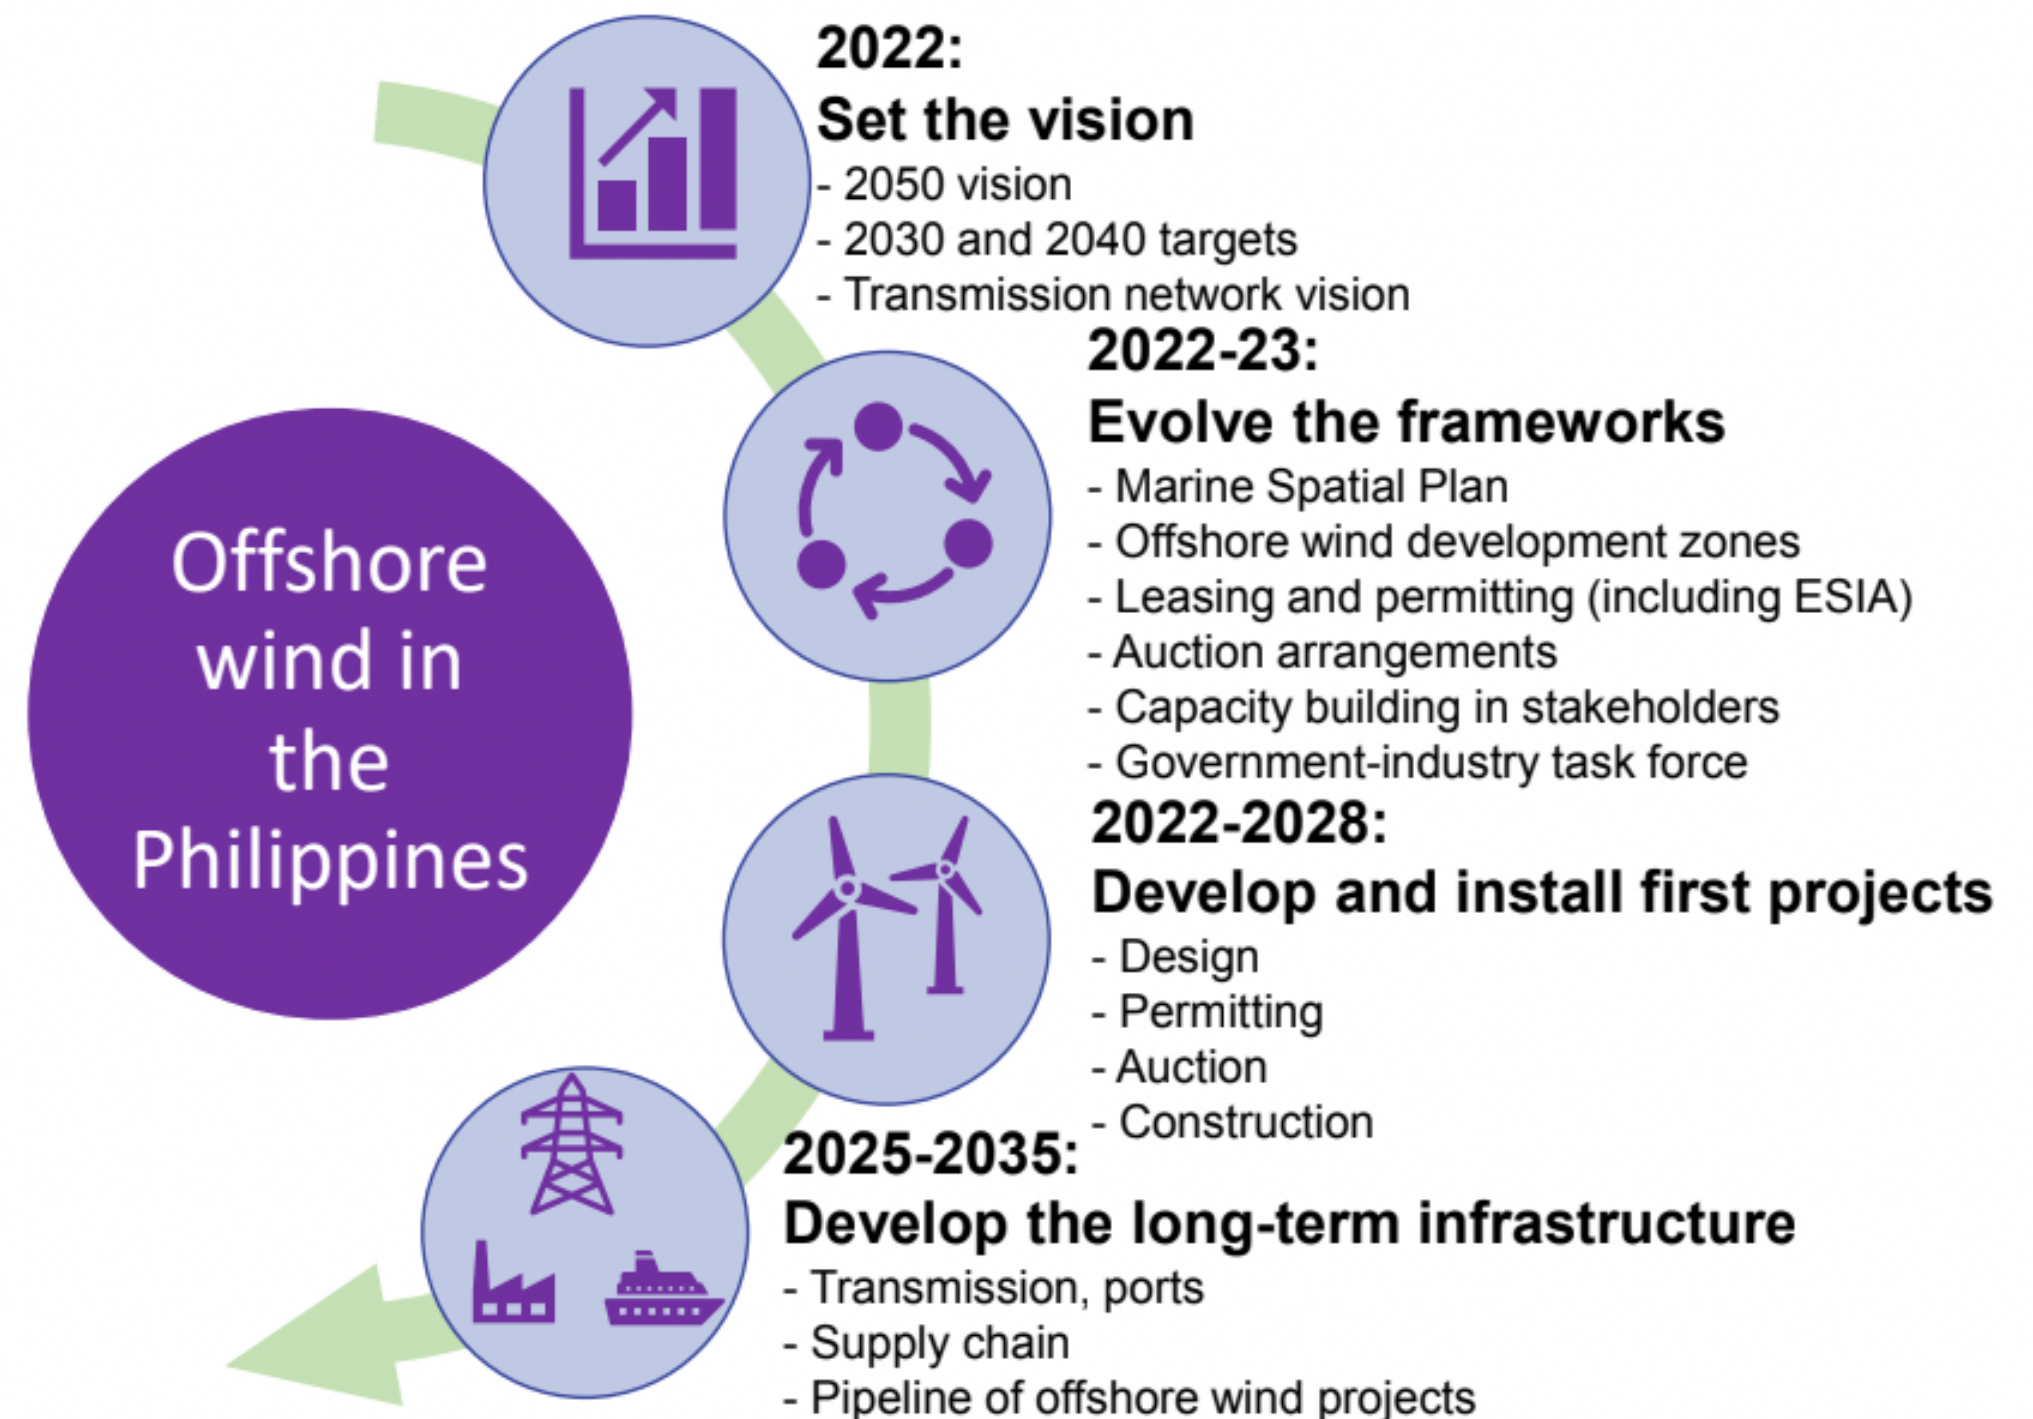 Offshore
wind in
the
Philippines
2022:
Set the vision
- 2050 vision
- 2030 and 2040 targets
- Transmission network vision
2022-23:
Evolve the frameworks
- Marine Spatial Plan
- Offshore wind development zones
- Leasing and permitting (including ESIA)
- Auction arrangements
- Capacity building in stakeholders
- Government-industry task force
2022-2028:
Develop and install first projects
- Design
- Permitting
- Auction
- Construction
2025-2035:
Develop the long-term infrastructure
- Transmission, ports
- Supply chain
- Pipeline of offshore wind projects